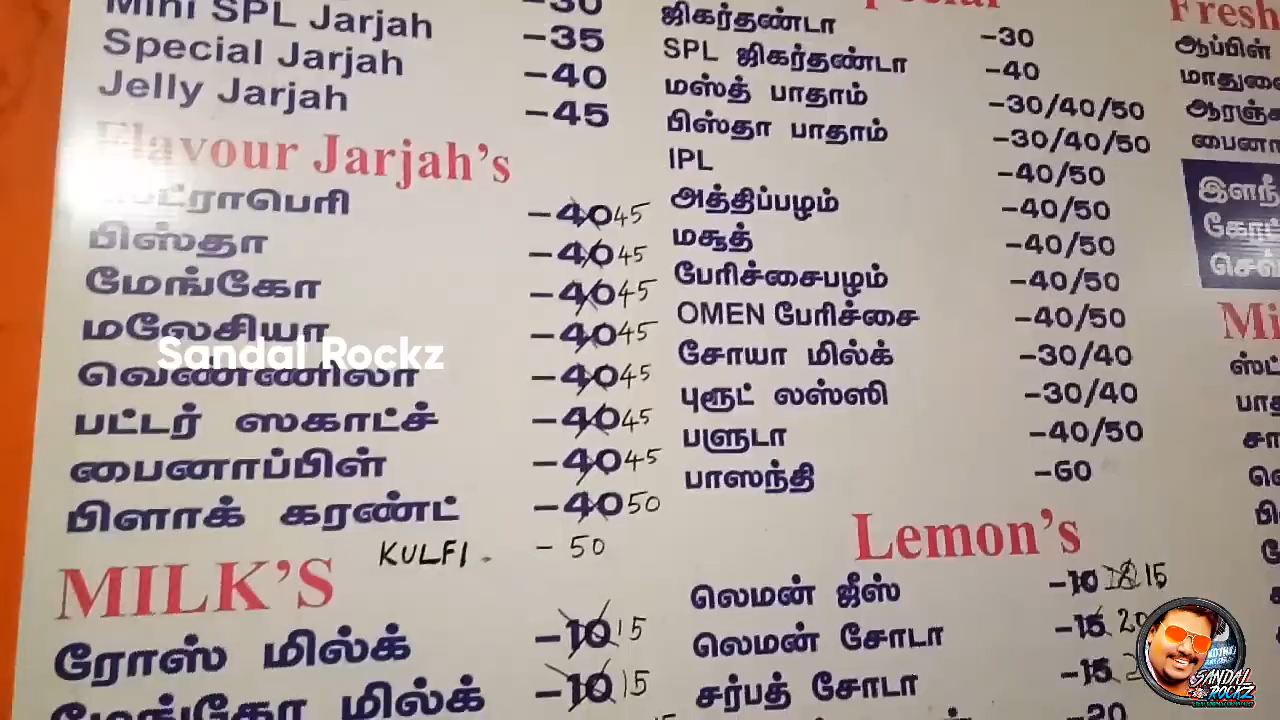 Mini SPL Jarjah -30
Special Jarjah -35
Jelly Jarjah -40
-45
Flavour Jarjah's
-40 45
பிஸ்தா -40 45
மேங்கோ -40 45
மலேசியா -40 45
வெண்ணிலா -40 45
பட்டர் ஸ்காட்ச் -40 45
பைனாப்பிள் -40 45
பிளாக் கரண்ட் -40 50
KULFI - 50
MILK'S
ரோஸ் மில்க் -10 15
மேங்கோ மில்க் -10 15
ஜிகர்தண்டா -30
SPL ஜிகர்தண்டா -40
மஸ்த் பாதாம் -30/40/50
பிஸ்தா பாதாம் -30/40/50
IPL -40/50
அத்திப்பழம் -40/50
மசூத் -40/50
பேரிச்சைபழம் -40/50
OMEN பேரிச்சை -40/50
சோயா மில்க் -30/40
புரூட் லஸ்ஸி -30/40
பளுடா -40/50
பாஸந்தி -60
Lemon's
லெமன் ஜீஸ் -10 12 15
லெமன் சோடா -15 20
சர்பத் சோடா -15
-20
Fresh
ஆப்பிள்
Sandal Rockz
SANDAL
ROCKZ